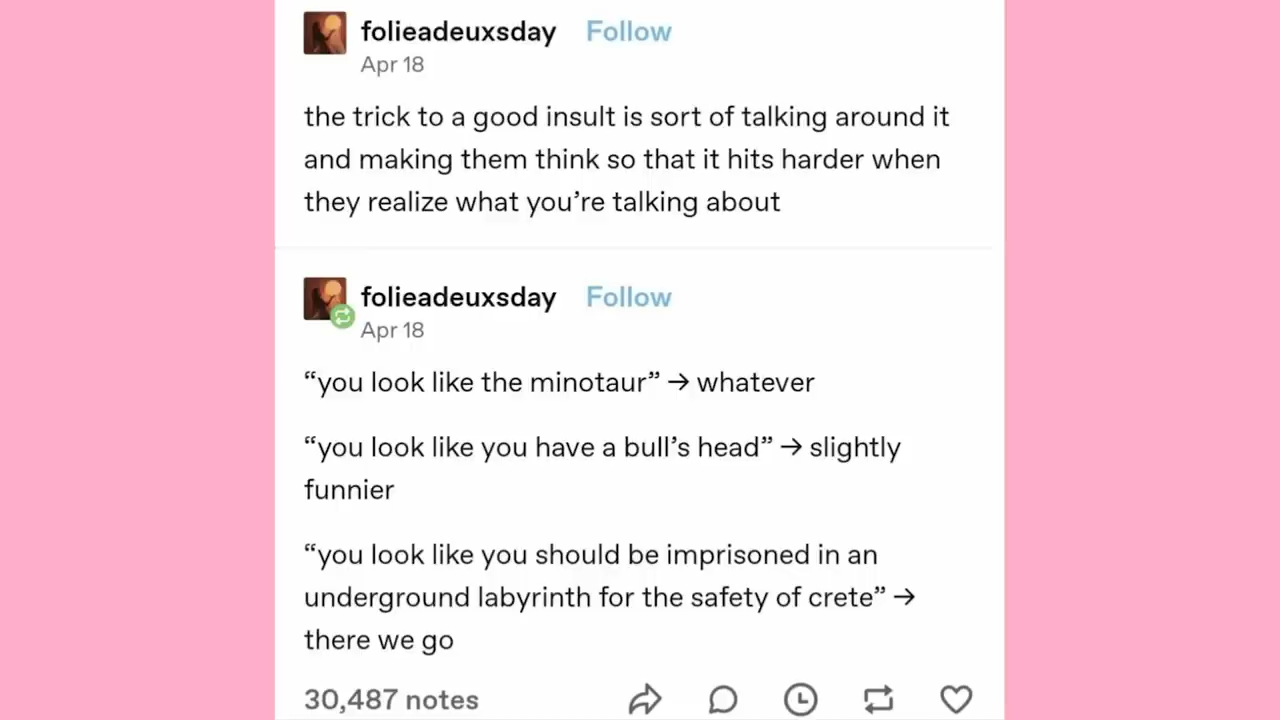 folieadeuxsday Follow
Apr 18
the trick to a good insult is sort of talking around it
and making them think so that it hits harder when
they realize what you’re talking about
folieadeuxsday Follow
Apr 18
“you look like the minotaur” → whatever
“you look like you have a bull’s head” → slightly
funnier
“you look like you should be imprisoned in an
underground labyrinth for the safety of crete” →
there we go
30,487 notes